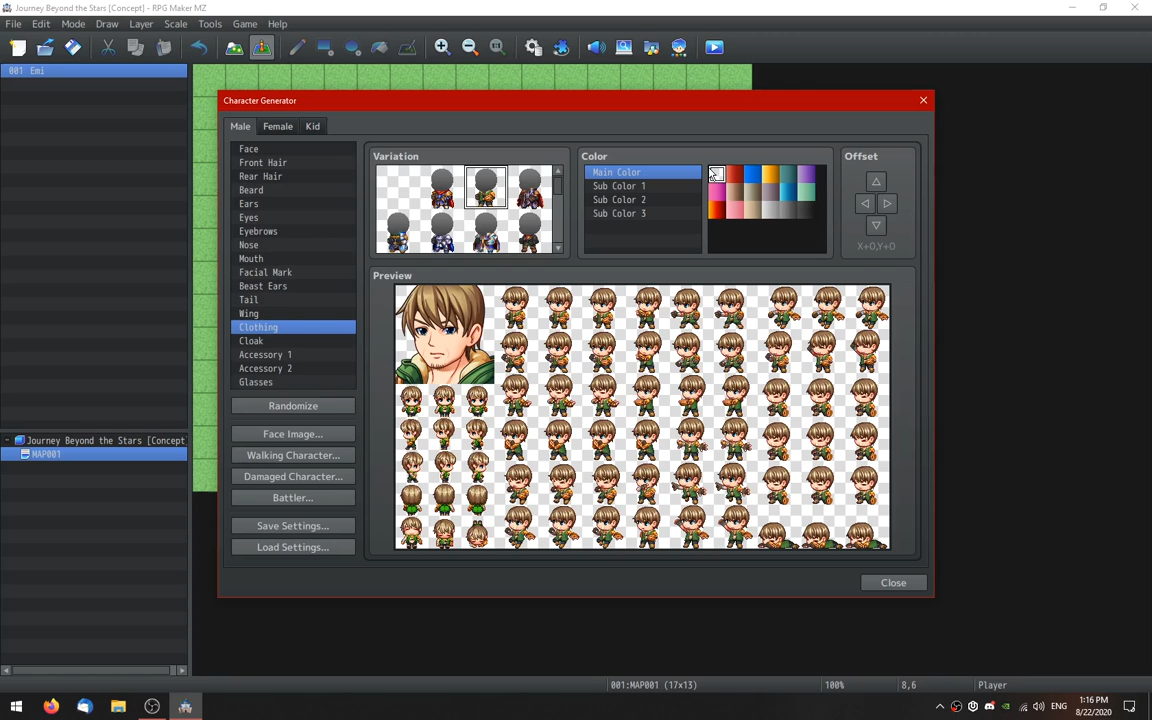 Journey Beyond the Stars [Concept] - RPG Maker MZ
File Edit Mode Draw Layer Scale Tools Game Help
001 Emi
Character Generator
Male Female Kid
Face
Front Hair
Rear Hair
Beard
Ears
Eyes
Eyebrows
Nose
Mouth
Facial Mark
Beast Ears
Tail
Wing
Clothing
Cloak
Accessory 1
Accessory 2
Glasses
Randomize
Face Image...
Walking Character...
Damaged Character...
Battler...
Save Settings...
Load Settings...
Variation
Color
Main Color
Sub Color 1
Sub Color 2
Sub Color 3
Offset
X+0,Y+0
Preview
Close
Journey Beyond the Stars [Concept
MAP001
001:MAP001 (17×13) 100% 8,6 Player
ENG
1:16 PM
8/22/2020